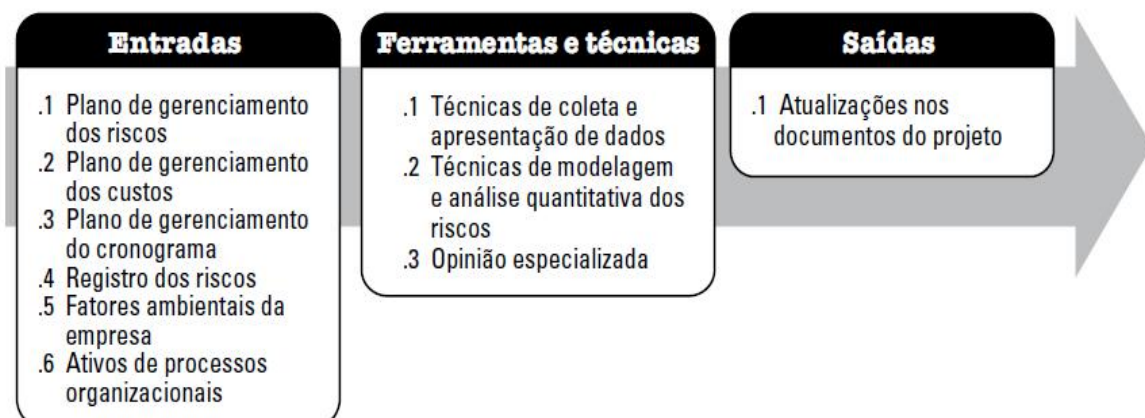 Entradas
.1 Plano de gerenciamento
dos riscos
.2 Plano de gerenciamento
dos custos
.3 Plano de gerenciamento
do cronograma
.4 Registro dos riscos
.5 Fatores ambientais da
empresa
.6 Ativos de processos
organizacionais
Ferramentas e técnicas
.1 Técnicas de coleta e
apresentação de dados
.2 Técnicas de modelagem
e análise quantitativa dos
riscos
.3 Opinião especializada
Saídas
.1 Atualizações nos
documentos do projeto